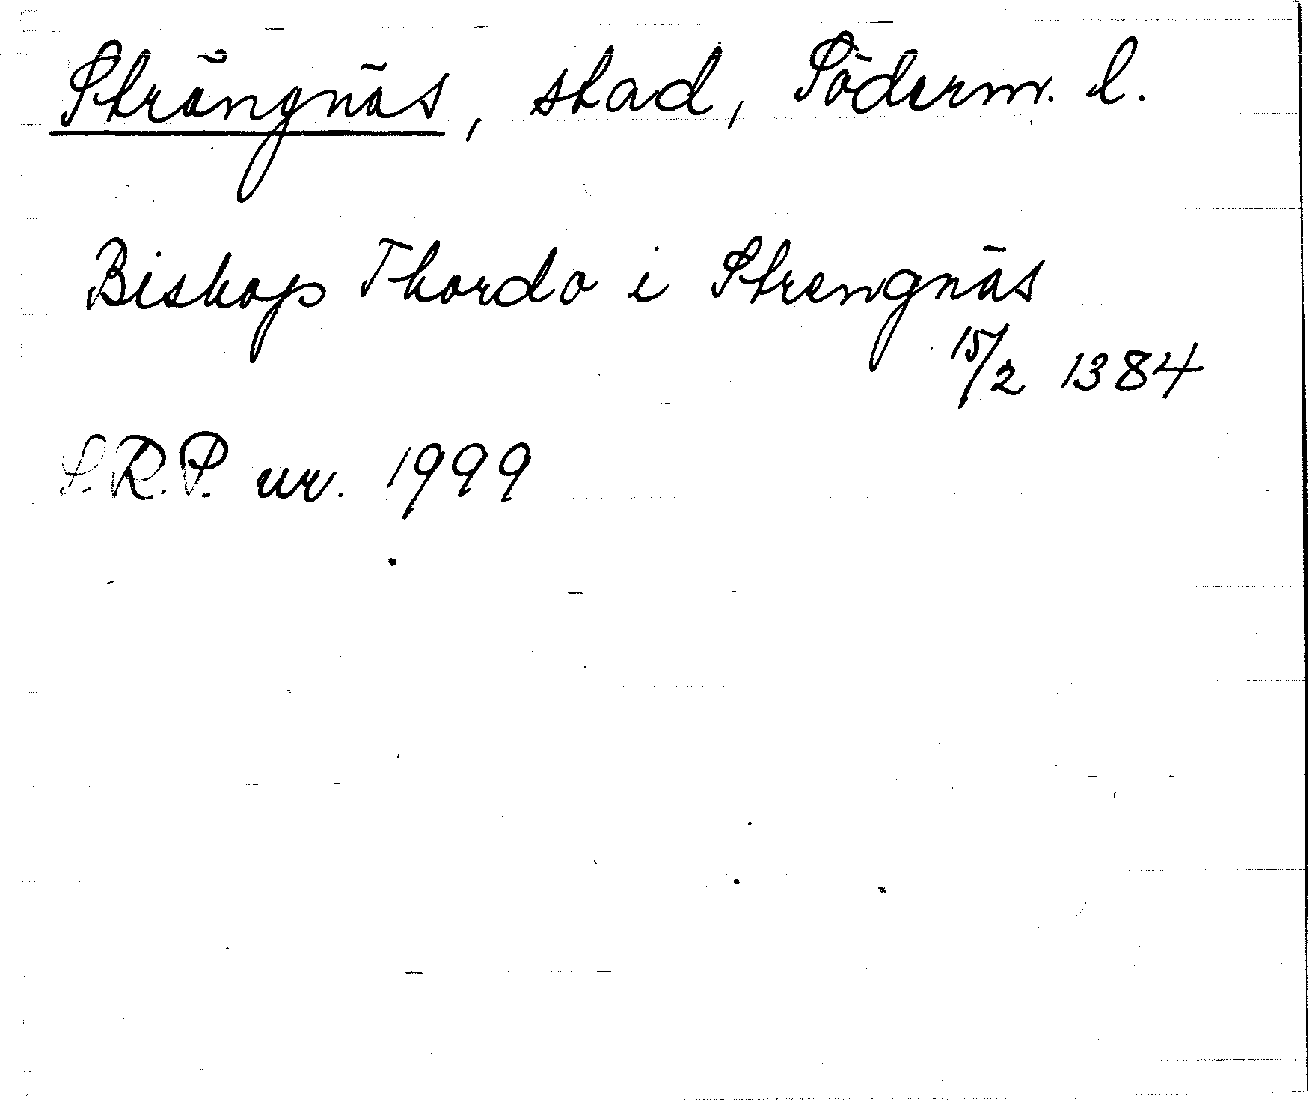 Strängnäs, stad, Söderm. l.
Biskop Thordo i Strengnäs
15/2 1384
S.R.P. nr. 1999